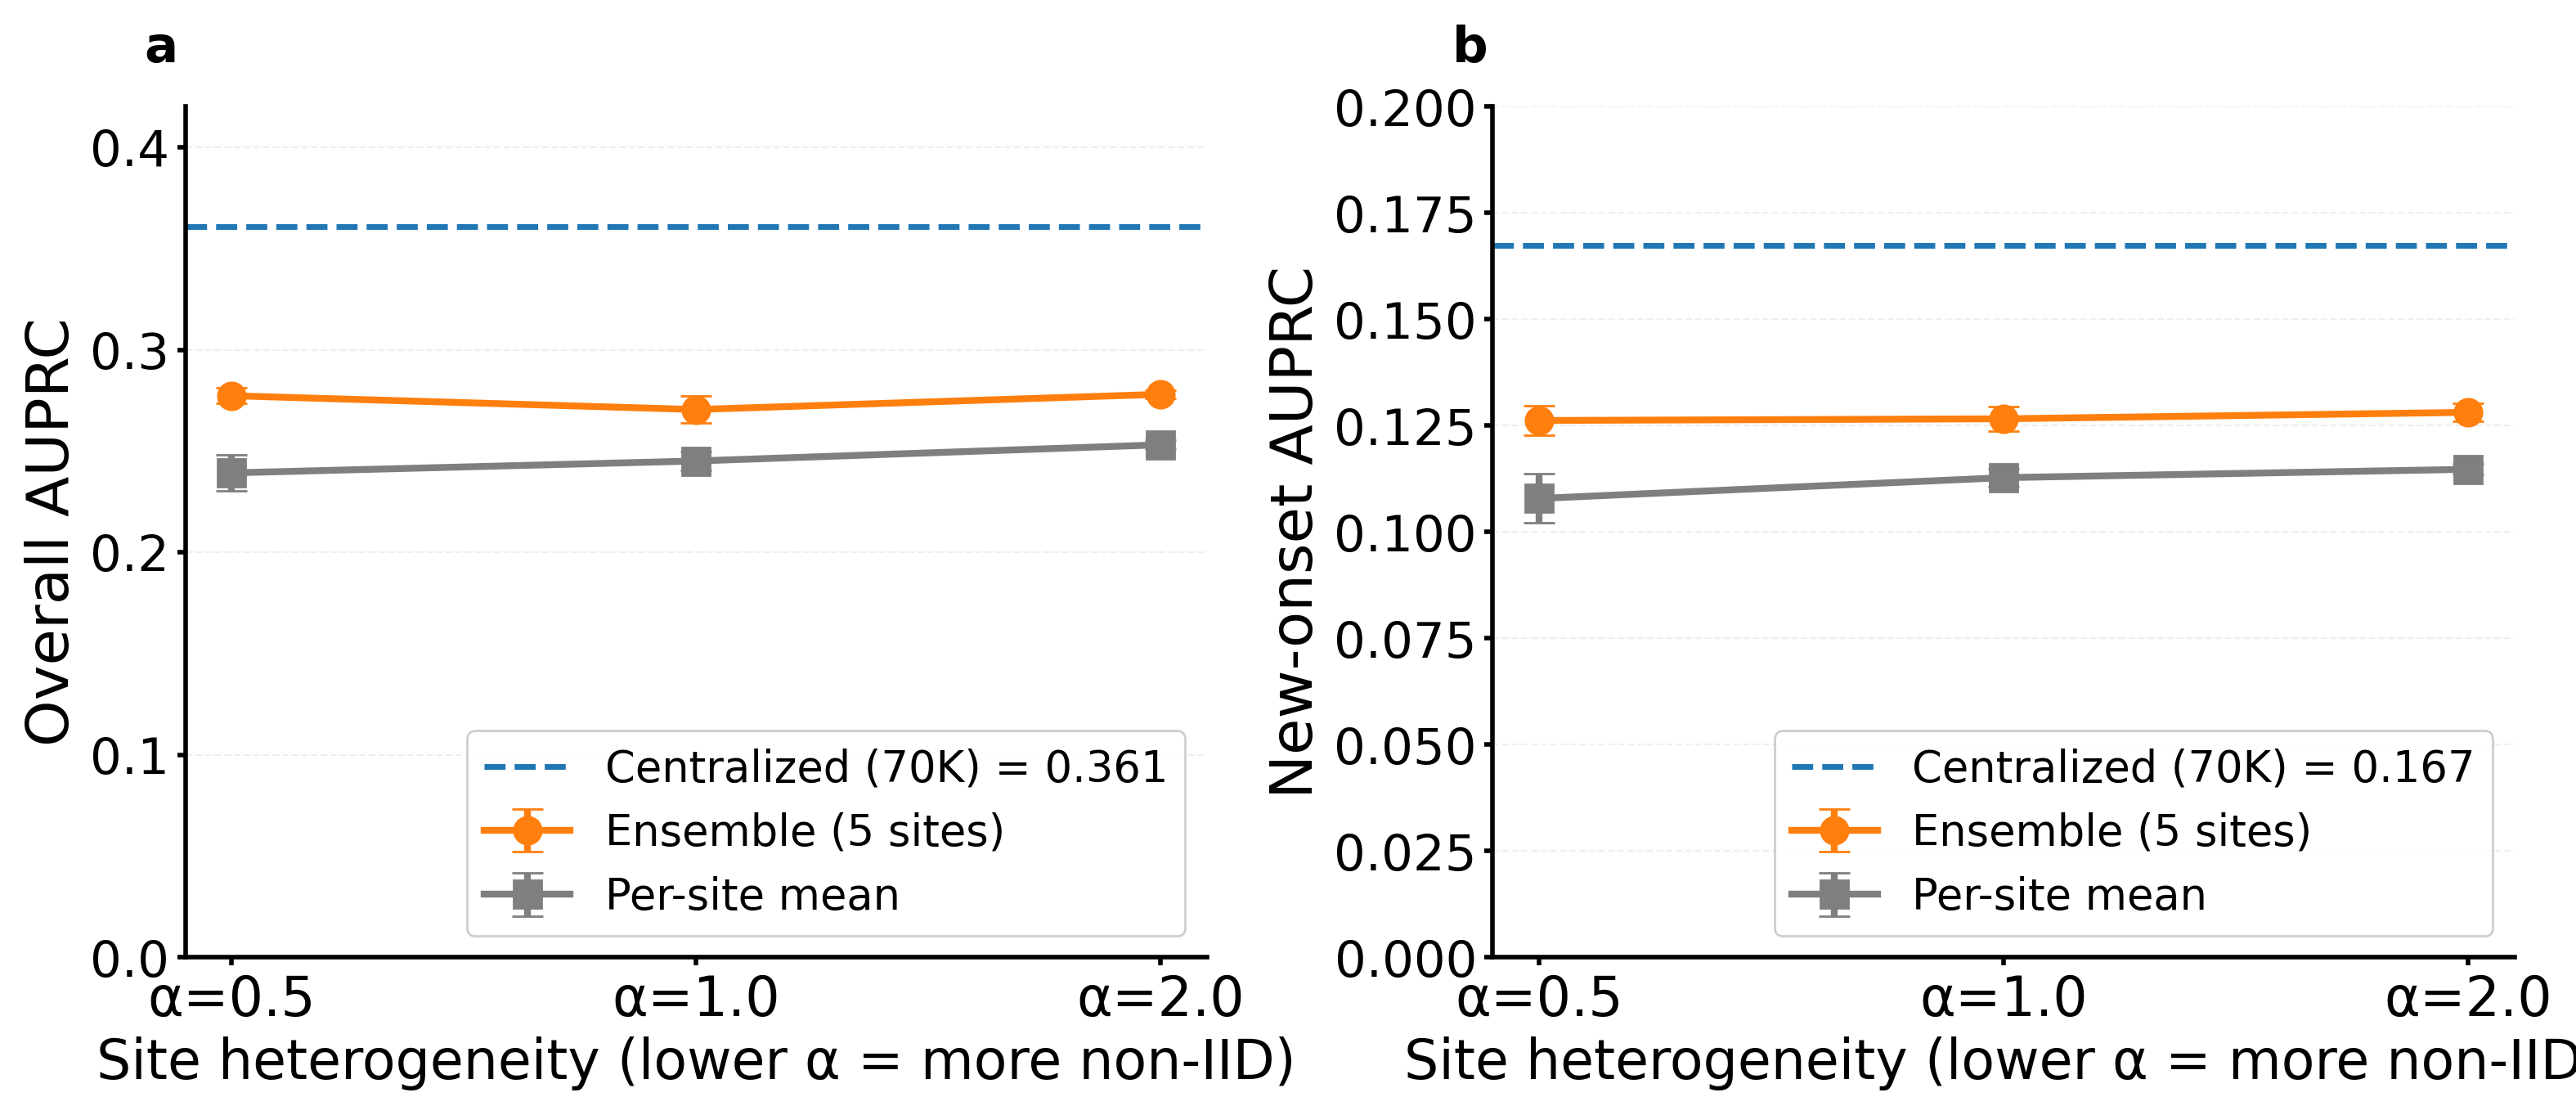 a
Overall AUPRC
0.4
0.3
0.2
0.1
0.0
Centralized (70K) = 0.361
Ensemble (5 sites)
Per-site mean
α=0.5
α=1.0
α=2.0
Site heterogeneity (lower α = more non-IID)
b
New-onset AUPRC
0.200
0.175
0.150
0.125
0.100
0.075
0.050
0.025
0.000
Centralized (70K) = 0.167
Ensemble (5 sites)
Per-site mean
α=0.5
α=1.0
α=2.0
Site heterogeneity (lower α = more non-IID